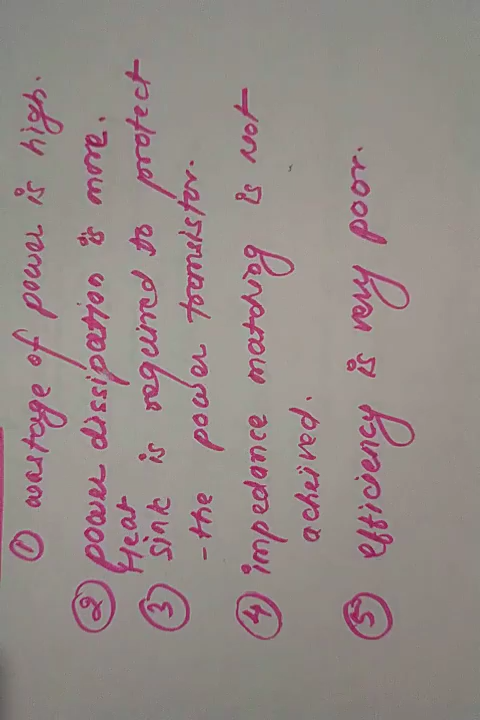 ① wastage of power is high.
② power dissipation is more.
③ Heat
sink is required to protect
- the power transistor.
④ impedance matching is not
acheived.
⑤ efficiency is very poor.